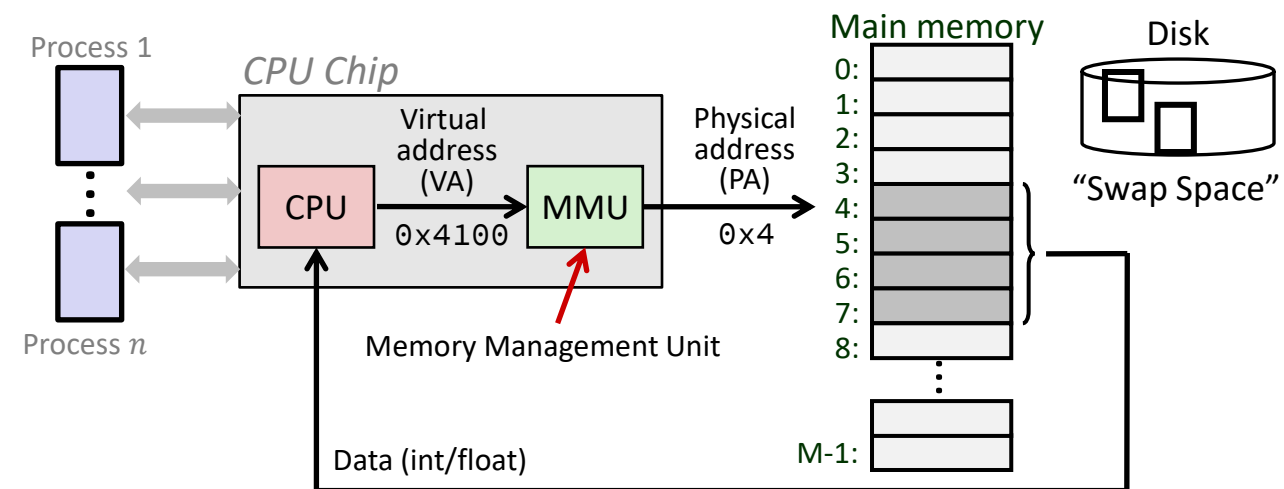 Process 1
Process n
CPU Chip
CPU
Virtual
address
(VA)
0x4100
MMU
Memory Management Unit
Physical
address
(PA)
0x4
Data (int/float)
Main memory
0:
1:
2:
3:
4:
5:
6:
7:
8:
M-1:
Disk
“Swap Space”